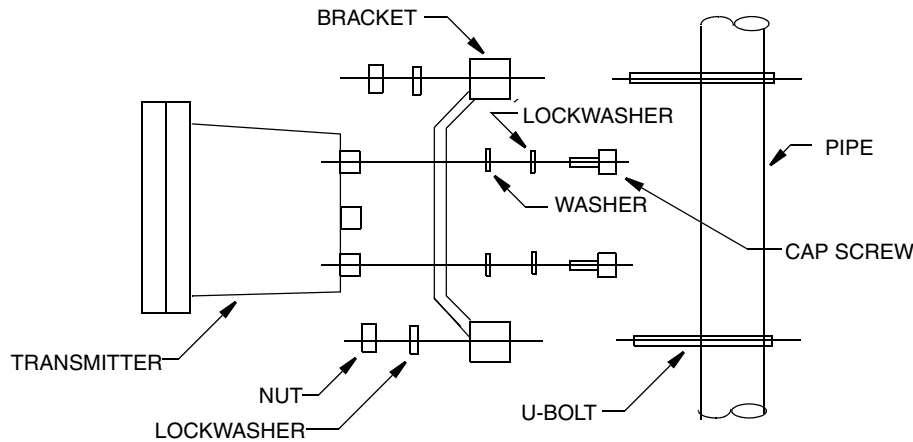 BRACKET
LOCKWASHER
PIPE
WASHER
CAP SCREW
TRANSMITTER
NUT
U-BOLT
LOCKWASHER